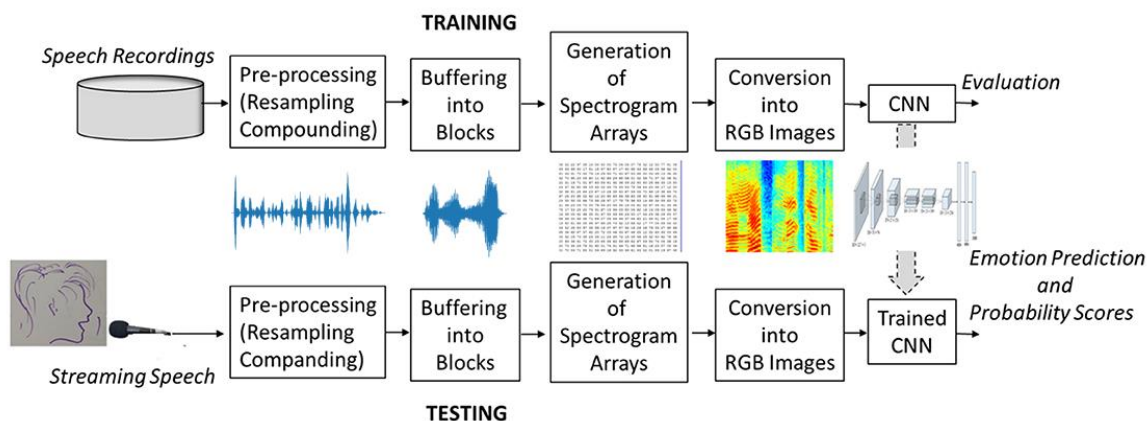 TRAINING
Speech Recordings
Pre-processing
(Resampling
Compounding)
Buffering
into
Blocks
Generation
of
Spectrogram
Arrays
Conversion
into
RGB Images
CNN
Evaluation
Streaming Speech
Pre-processing
(Resampling
Companding)
Buffering
into
Blocks
Generation
of
Spectrogram
Arrays
Conversion
into
RGB Images
Trained
CNN
Emotion Prediction
and
Probability Scores
TESTING